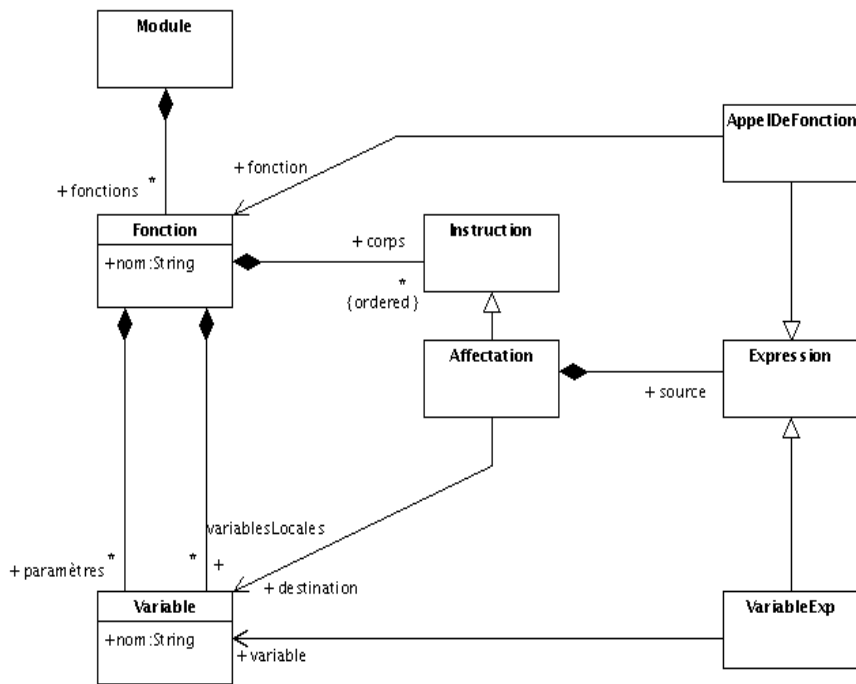 Module
AppelDeFonction
+ fonction
*
+ fonctions
Fonction
+nom:String
+ corps
Instruction
*
{ordered}
Affectation
Expression
+ source
variablesLocales
*
*
+
+ paramètres
+ destination
Variable
VariableExp
+nom:String
+ variable